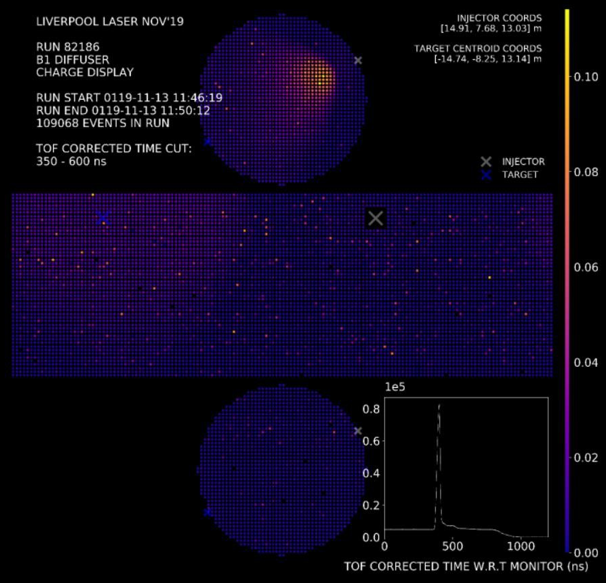 LIVERPOOL LASER NOV'19
INJECTOR COORDS
[14.91, 7.68, 13.03] m
RUN 82186
B1 DIFFUSER
CHARGE DISPLAY
TARGET CENTROID COORDS
[-14.74, -8.25, 13.14] m
RUN START 0119-11-13 11:46:19
RUN END 0119-11-13 11:50:12
109068 EVENTS IN RUN
TOF CORRECTED TIME CUT:
350 - 600 ns
INJECTOR
TARGET
0.10
0.08
0.06
0.04
0.02
0.00
1e5
0.8
0.6
0.4
0.2
0.0
0 500 1000
TOF CORRECTED TIME W.R.T MONITOR (ns)